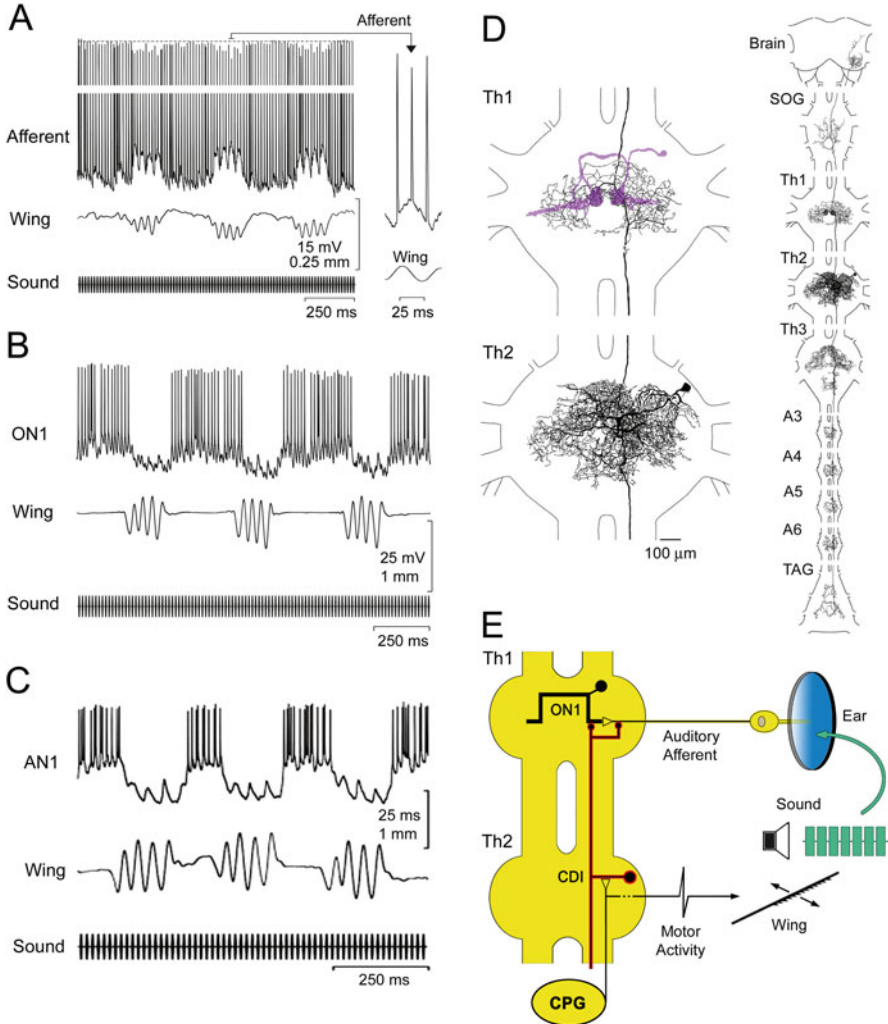 A
Afferent
Afferent
Wing
15 mV
0.25 mm
Sound
250 ms
Wing
25 ms
B
ON1
Wing
25 mV
1 mm
Sound
250 ms
C
AN1
25 ms
1 mm
Wing
Sound
250 ms
D
Th1
Th2
100 μm
Brain
SOG
Th1
Th2
Th3
A3
A4
A5
A6
TAG
E
Th1
ON1
Auditory
Afferent
Ear
Sound
Th2
CDI
Motor
Activity
Wing
CPG